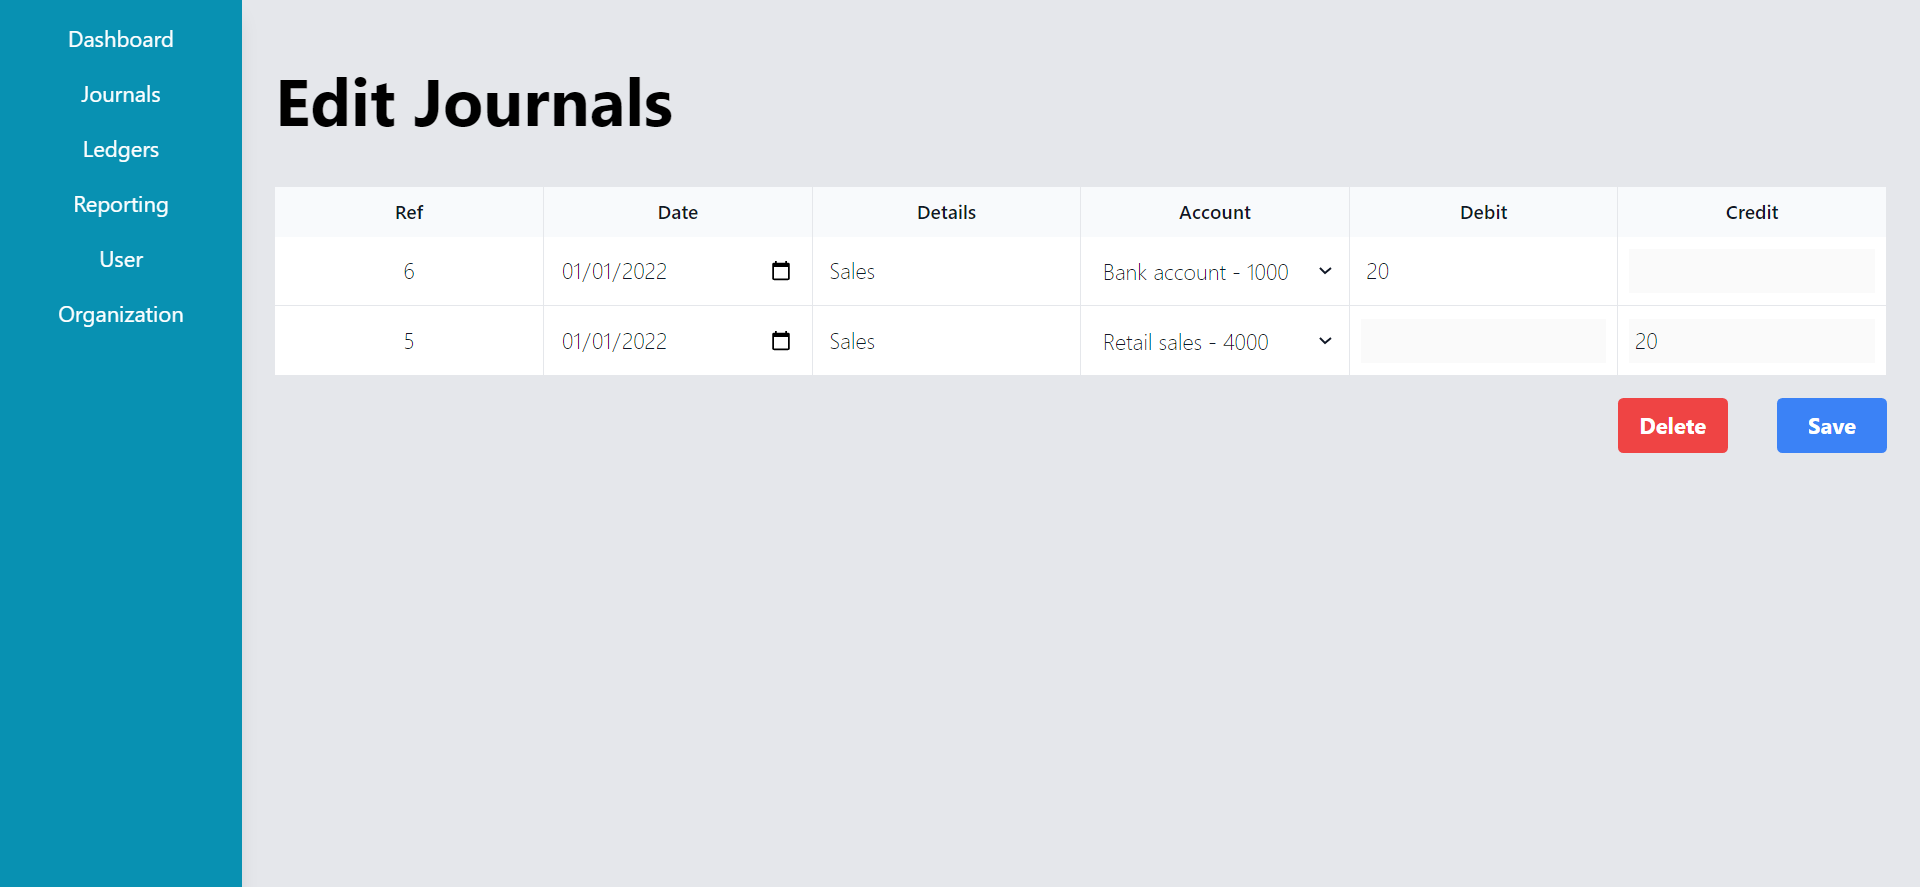 Dashboard
Journals
Ledgers
Reporting
User
Organization
Edit Journals
Ref Date Details Account Debit Credit
6 01/01/2022 Sales Bank account - 1000 20
5 01/01/2022 Sales Retail sales - 4000 20
Delete Save